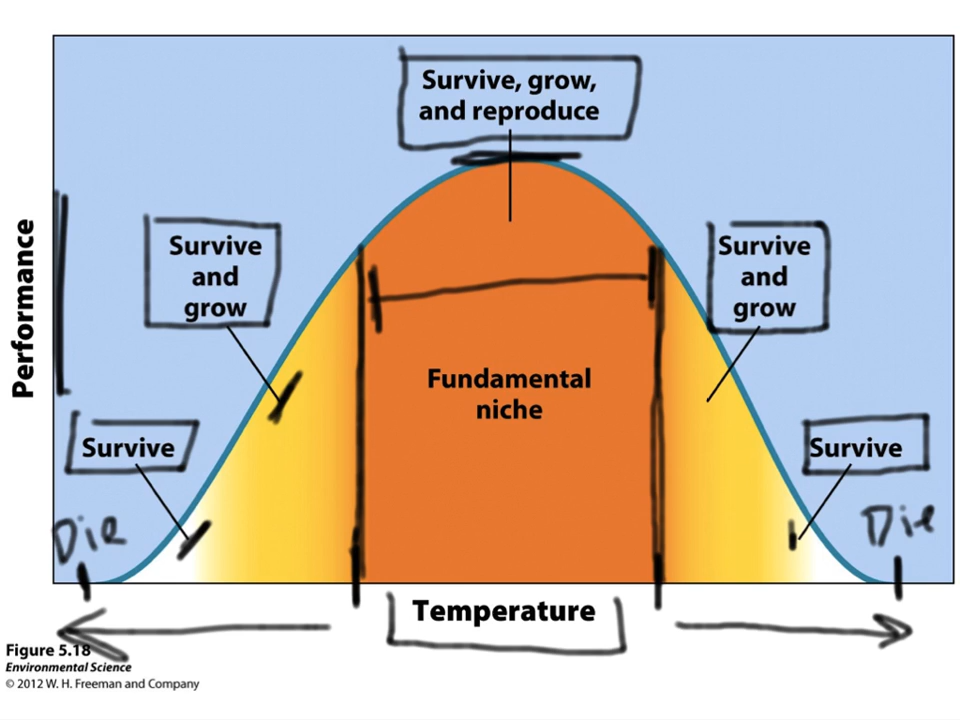 Survive, grow,
and reproduce
Survive
and
grow
Survive
and
grow
Performance
Fundamental
niche
Survive
Survive
Die
Die
Temperature
Figure 5.18
Environmental Science
© 2012 W. H. Freeman and Company